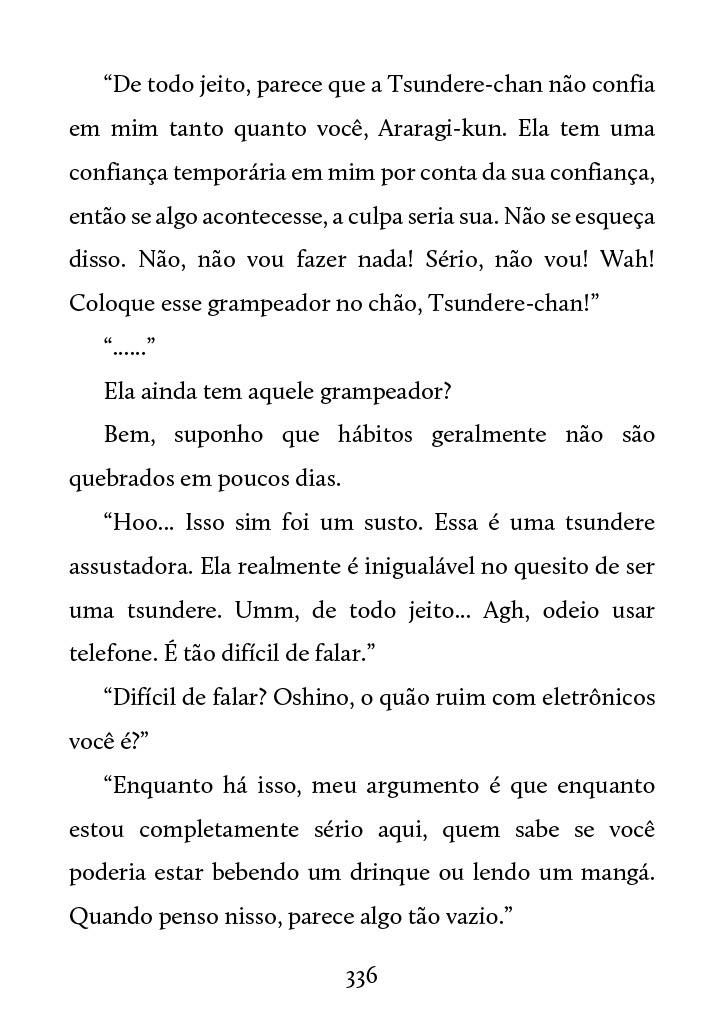 “De todo jeito, parece que a Tsundere-chan não confia
em mim tanto quanto você, Araragi-kun. Ela tem uma
confiança temporária em mim por conta da sua confiança,
então se algo acontecesse, a culpa seria sua. Não se esqueça
disso. Não, não vou fazer nada! Sério, não vou! Wah!
Coloque esse grampeador no chão, Tsundere-chan!”
“......”
Ela ainda tem aquele grampeador?
Bem, suponho que hábitos geralmente não são
quebrados em poucos dias.
“Hoo... Isso sim foi um susto. Essa é uma tsundere
assustadora. Ela realmente é inigualável no quesito de ser
uma tsundere. Umm, de todo jeito... Agh, odeio usar
telefone. É tão difícil de falar.”
“Difícil de falar? Oshino, o quão ruim com eletrônicos
você é?”
“Enquanto há isso, meu argumento é que enquanto
estou completamente sério aqui, quem sabe se você
poderia estar bebendo um drinque ou lendo um mangá.
Quando penso nisso, parece algo tão vazio.”
336